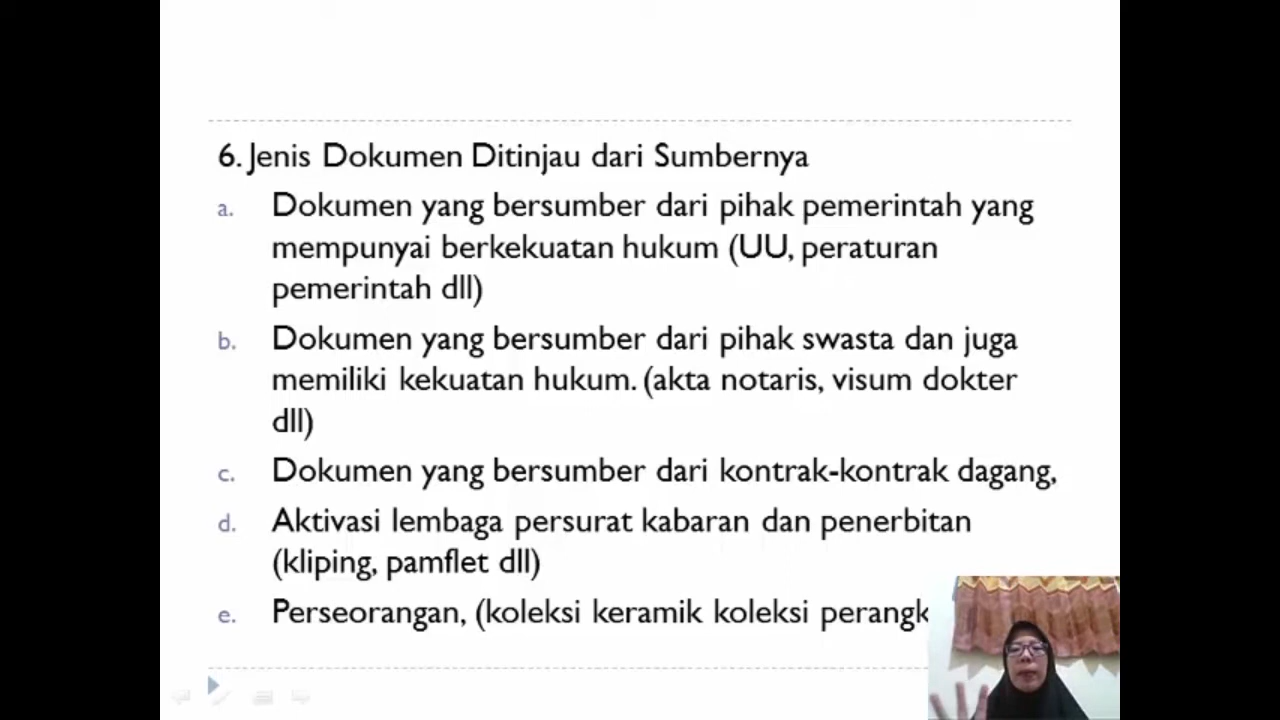 6. Jenis Dokumen Ditinjau dari Sumbernya
a. Dokumen yang bersumber dari pihak pemerintah yang
mempunyai berkekuatan hukum (UU, peraturan
pemerintah dll)
b. Dokumen yang bersumber dari pihak swasta dan juga
memiliki kekuatan hukum. (akta notaris, visum dokter
dll)
c. Dokumen yang bersumber dari kontrak-kontrak dagang,
d. Aktivasi lembaga persurat kabaran dan penerbitan
(kliping, pamflet dll)
e. Perseorangan, (koleksi keramik koleksi